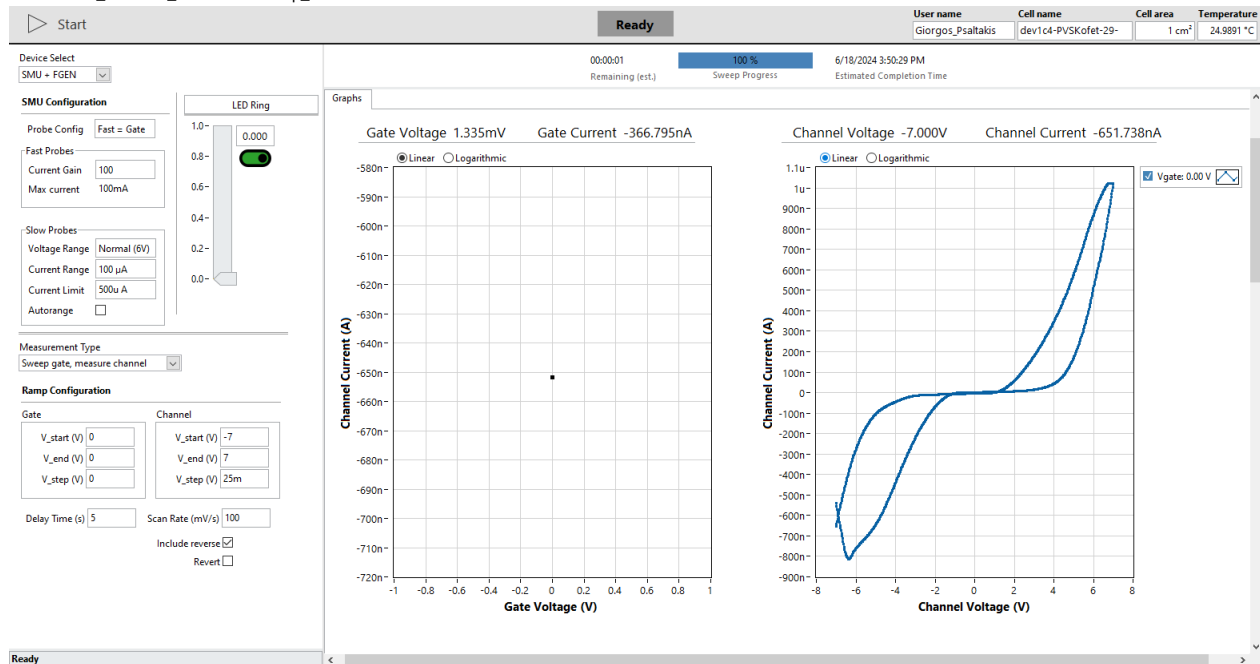 Start
Ready
User name
Cell name
Cell area
Temperature
Giorgos_Psaltakis
dev1c4-PVSKofet-29-
1 cm²
24.9891 °C
Device Select
SMU + FGEN
00:00:01
100 %
6/18/2024 3:50:29 PM
Remaining (est.)
Sweep Progress
Estimated Completion Time
SMU Configuration
Probe Config
Fast = Gate
Fast Probes
Current Gain
100
Max current
100mA
Slow Probes
Voltage Range
Normal (6V)
Current Range
100 µA
Current Limit
500u A
Autorange
LED Ring
1.0
0.000
0.8
0.6
0.4
0.2
0.0
Measurement Type
Sweep gate, measure channel
Ramp Configuration
Gate
Channel
V_start (V) 0
V_start (V) -7
V_end (V) 0
V_end (V) 7
V_step (V) 0
V_step (V) 25m
Delay Time (s) 5
Scan Rate (mV/s) 100
Include reverse
Revert
Ready
Graphs
Gate Voltage 1.335mV
Gate Current -366.795nA
Linear
Logarithmic
-580n
-590n
-600n
-610n
-620n
-630n
-640n
-650n
-660n
-670n
-680n
-690n
-700n
-710n
-720n
Channel Current (A)
-1 -0.8 -0.6 -0.4 -0.2 0 0.2 0.4 0.6 0.8 1
Gate Voltage (V)
Channel Voltage -7.000V
Channel Current -651.738nA
Linear
Logarithmic
1.1u
1u
900n
800n
700n
600n
500n
400n
300n
200n
100n
0
-100n
-200n
-300n
-400n
-500n
-600n
-700n
-800n
-900n
Channel Current (A)
-8 -6 -4 -2 0 2 4 6 8
Channel Voltage (V)
Vgate: 0.00 V